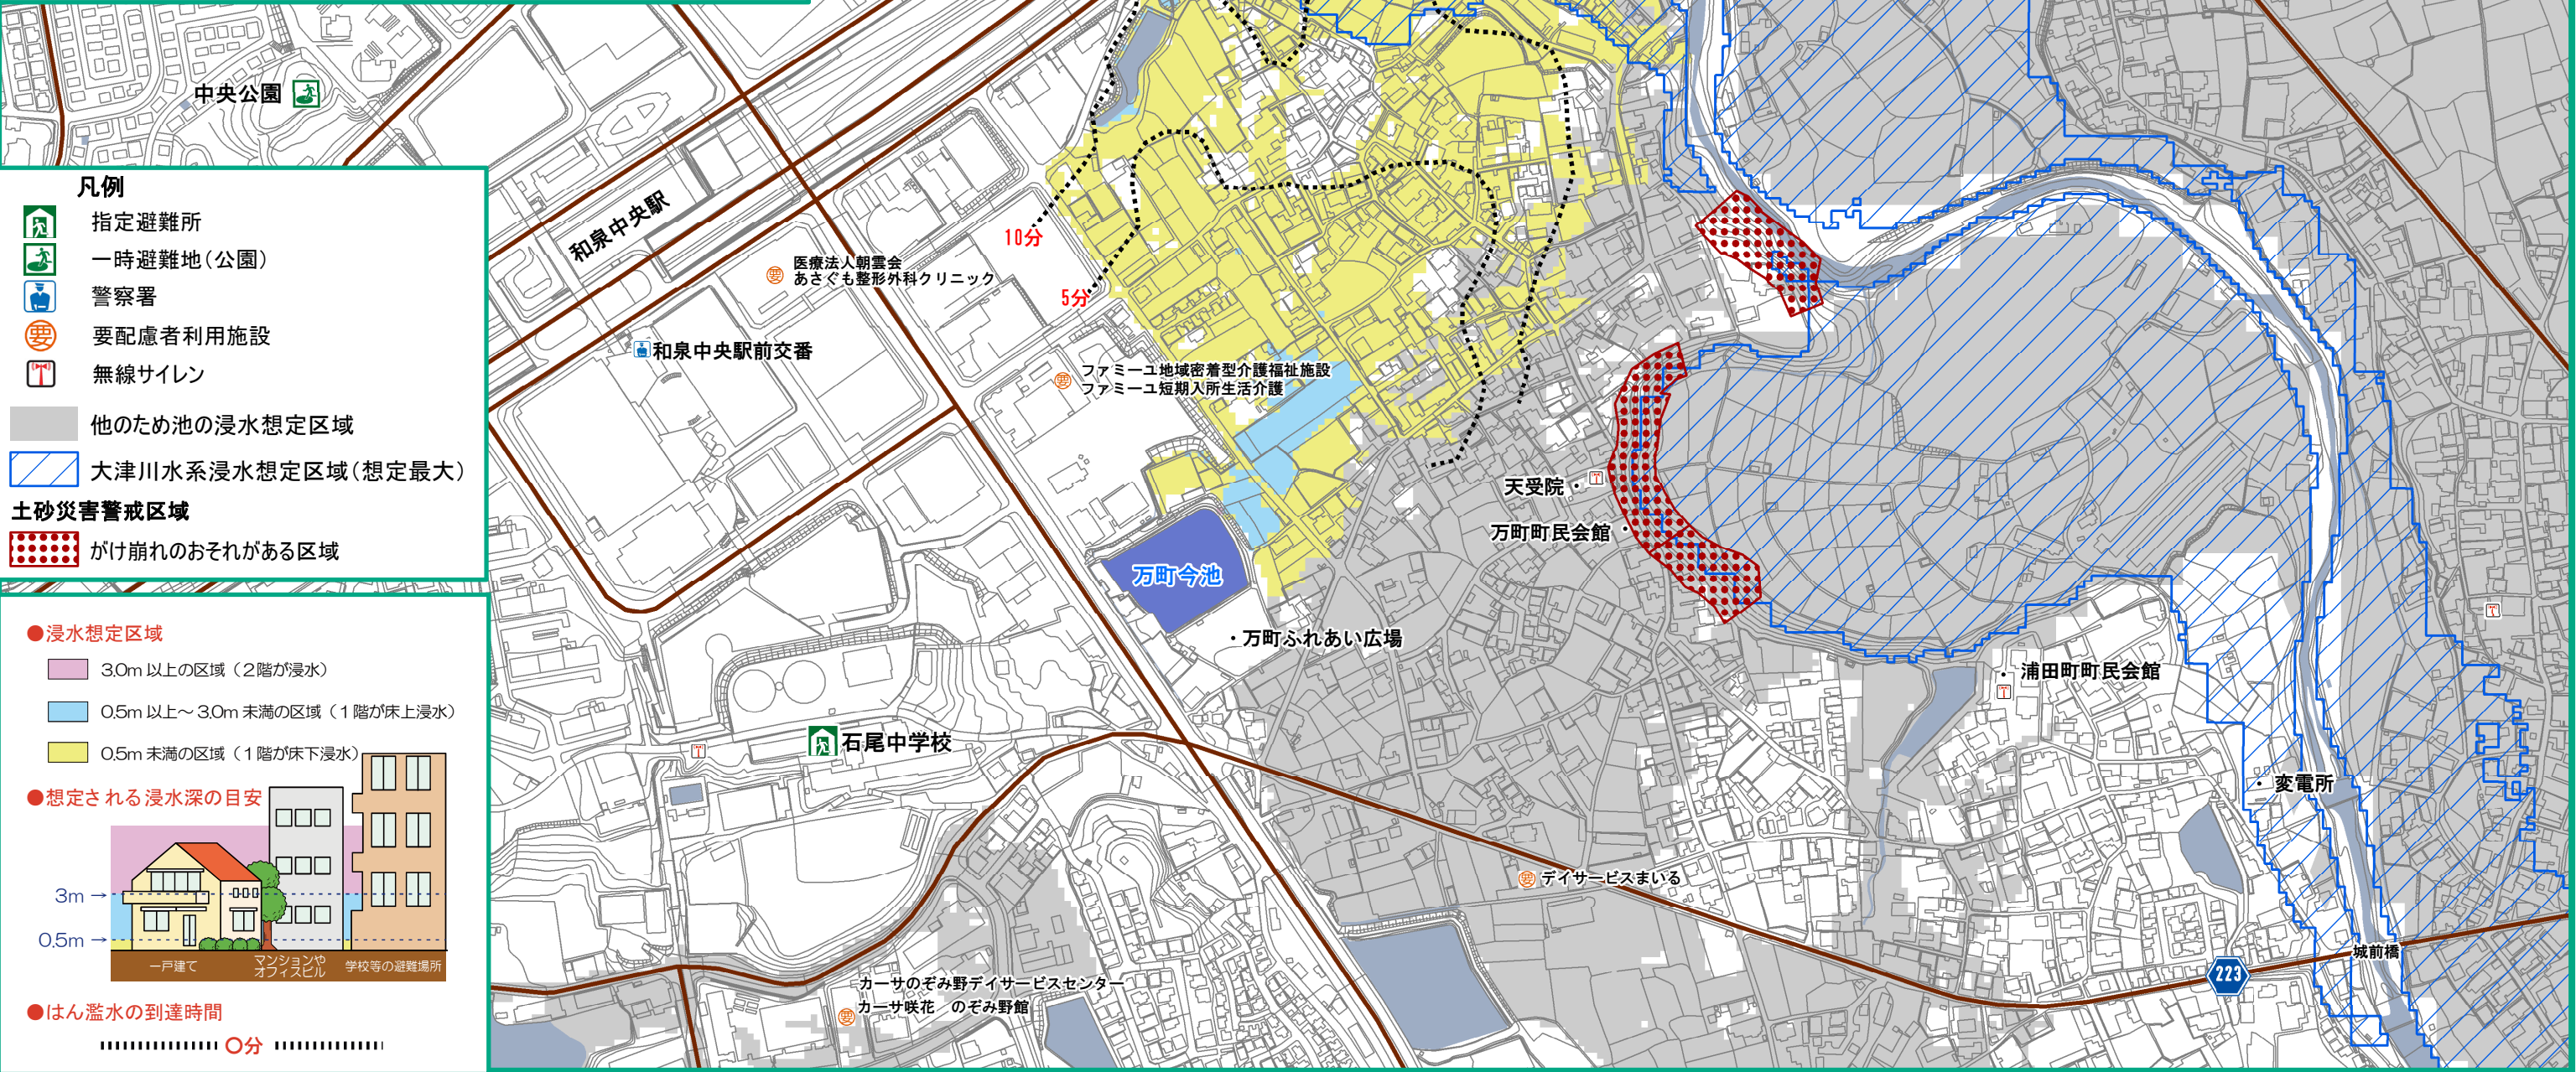 中央公園
凡例
指定避難所
一時避難地(公園)
警察署
要
要配慮者利用施設
無線サイレン
他のため池の浸水想定区域
大津川水系浸水想定区域(想定最大)
土砂災害警戒区域
がけ崩れのおそれがある区域
●浸水想定区域
3.0m 以上の区域（２階が浸水）
0.5m 以上～ 3.0m 未満の区域（１階が床上浸水）
0.5m 未満の区域（１階が床下浸水）
●想定される浸水深の目安
3m →
0.5m →
一戸建て
マンションや
オフィスビル
学校等の避難場所
●はん濫水の到達時間
〇分
和泉中央駅
要
医療法人朝雲会
あさぐも整形外科クリニック
和泉中央駅前交番
10分
5分
要
ファミーユ地域密着型介護福祉施設
ファミーユ短期入所生活介護
天受院・
万町町民会館・
万町今池
・万町ふれあい広場
石尾中学校
浦田町町民会館
・変電所
要
デイサービスまいる
城前橋
223
カーサのぞみ野デイサービスセンター
要
カーサ咲花　のぞみ野館